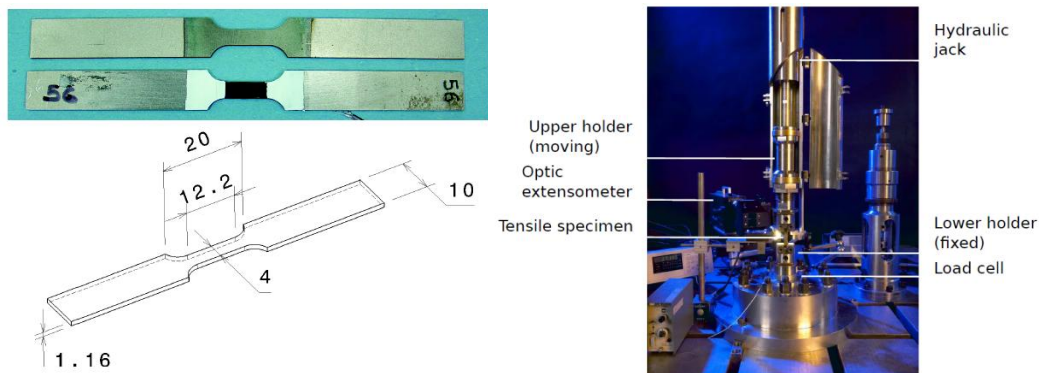 56
56
20
12.2
10
4
1.16
Hydraulic
jack
Upper holder
(moving)
Optic
extensometer
Tensile specimen
Lower holder
(fixed)
Load cell